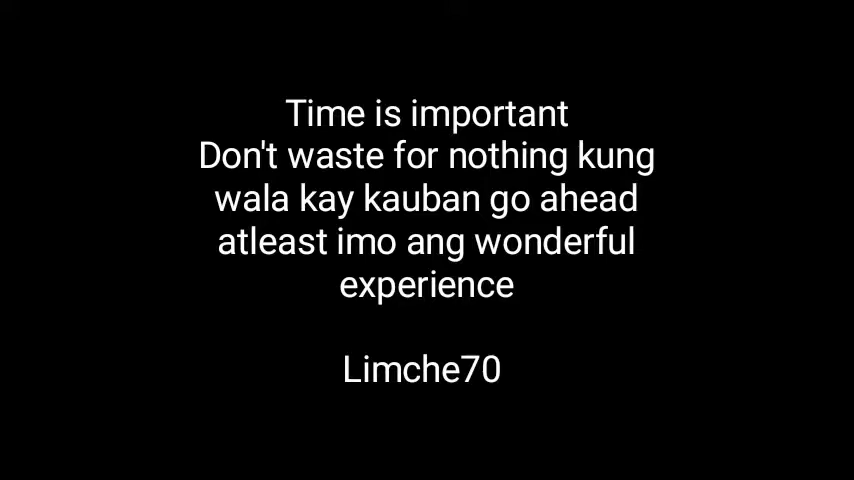 Time is important
Don't waste for nothing kung
wala kay kauban go ahead
atleast imo ang wonderful
experience
Limche70